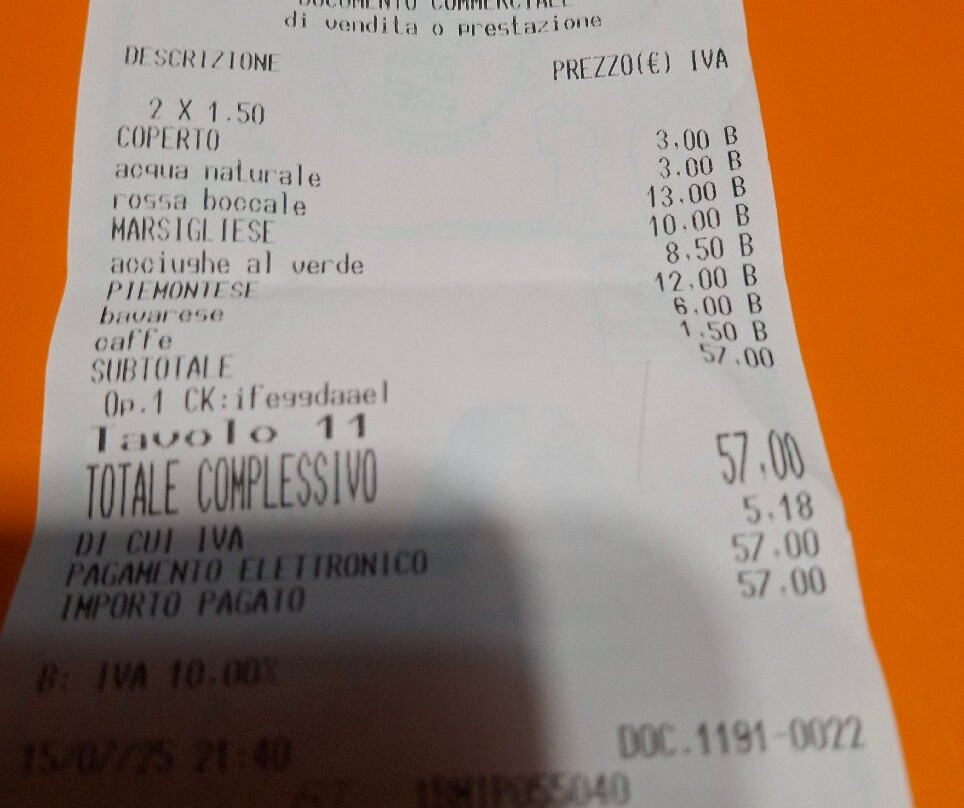 DOCUMENTO COMMERCIALE
di vendita o prestazione
DESCRIZIONE PREZZO(€) IVA
2 X 1.50
COPERTO 3.00 B
acqua naturale 3.00 B
rossa boccale 13.00 B
MARSIGLIESE 10.00 B
acciughe al verde 8.50 B
PIEMONTESE 12.00 B
bavarese 6.00 B
caffe 1.50 B
SUBTOTALE 57.00
Op.1 CK:ifeggdaael
Tavolo 11
TOTALE COMPLESSIVO 57.00
DI CUI IVA 5.18
PAGAMENTO ELETTRONICO 57.00
IMPORTO PAGATO 57.00
B: IVA 10.00%
15/07/25 21:40 DOC.1191-0022